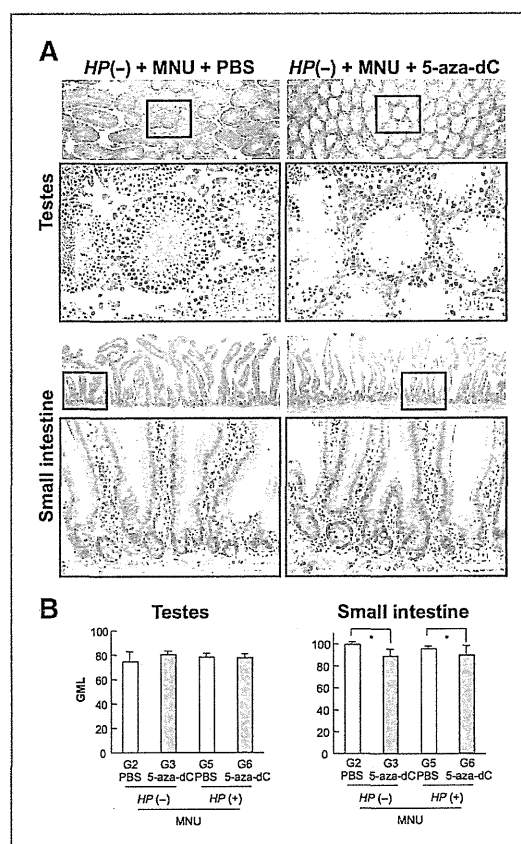 A
HP(–) + MNU + PBS HP(–) + MNU + 5-aza-dC
Testes
Small intestine
B
Testes
GML
80
60
40
20
0
G2 G3 G5 G6
PBS 5-aza-dC PBS 5-aza-dC
HP (–) HP (+)
MNU
Small intestine
* *
100
80
60
40
20
0
G2 G3 G5 G6
PBS 5-aza-dC PBS 5-aza-dC
HP (–) HP (+)
MNU